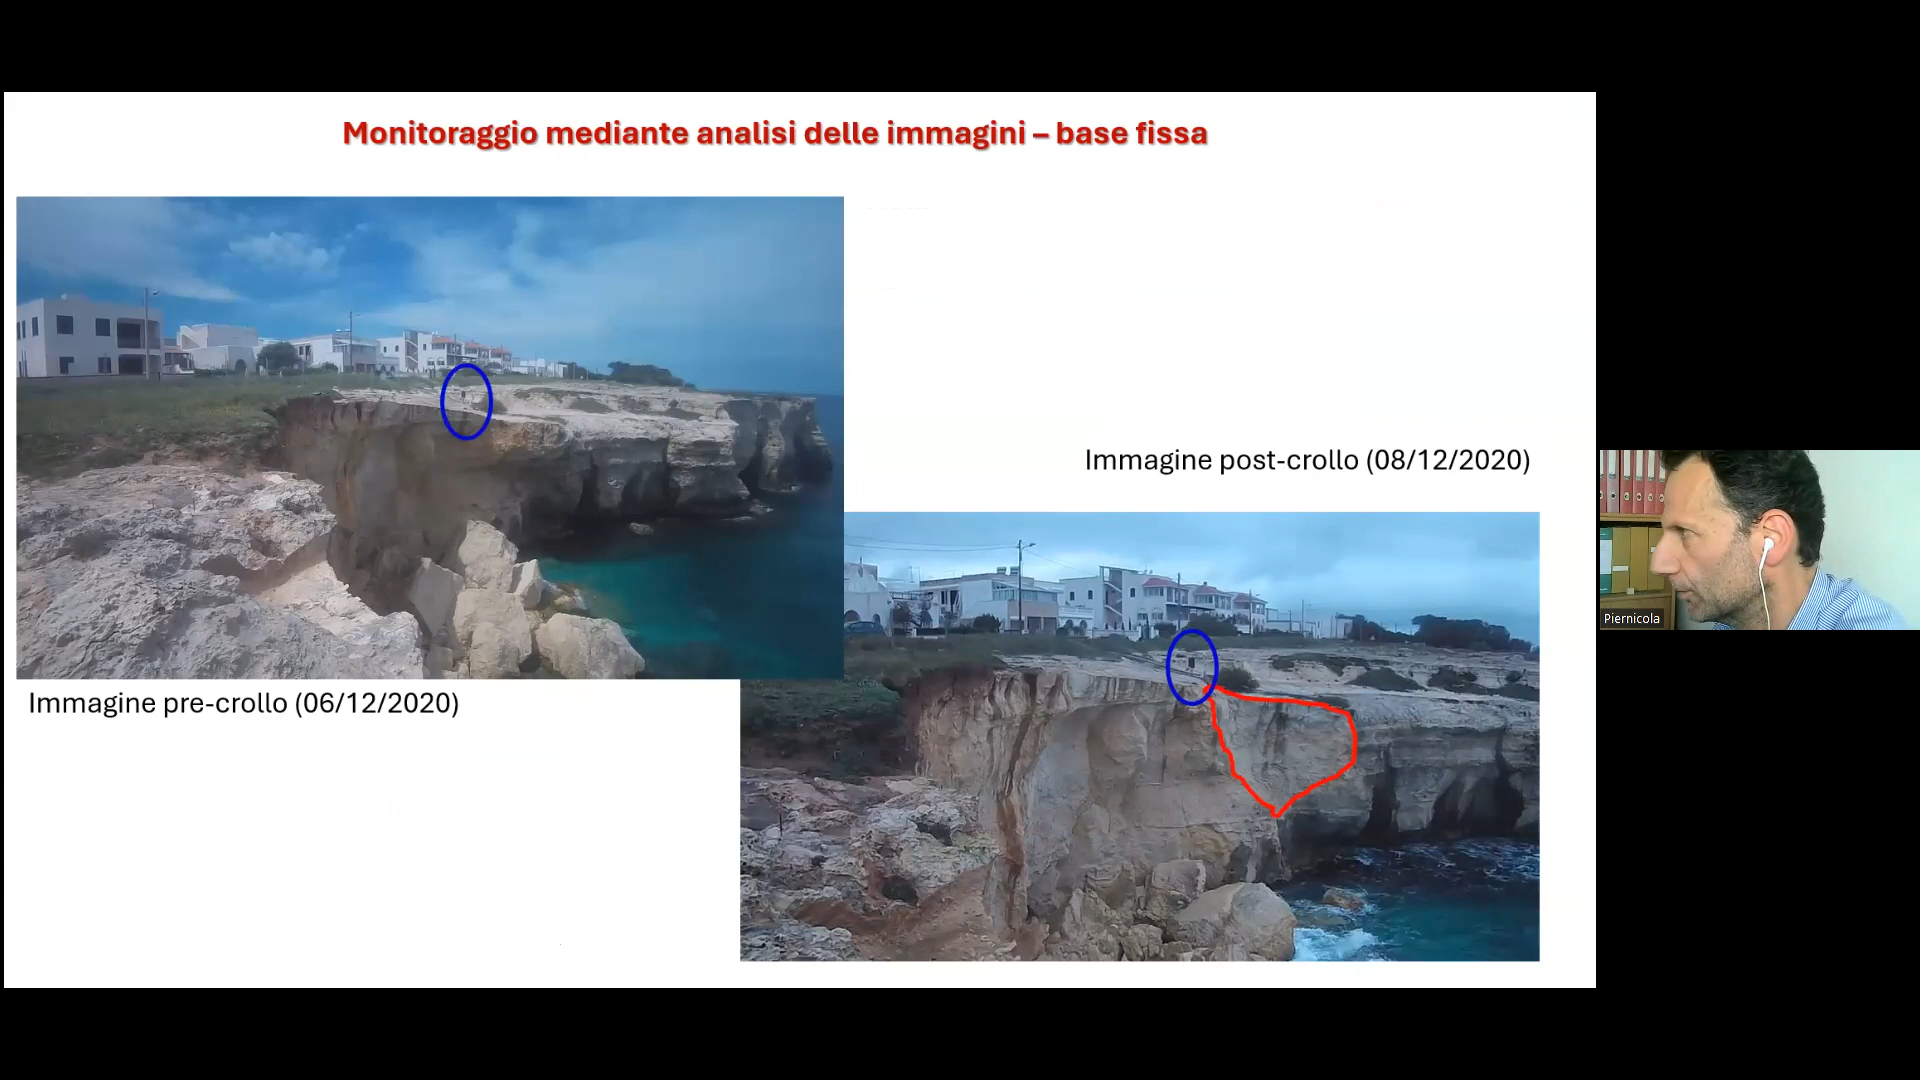 Monitoraggio mediante analisi delle immagini – base fissa
Immagine post-crollo (08/12/2020)
Immagine pre-crollo (06/12/2020)
Piernicola